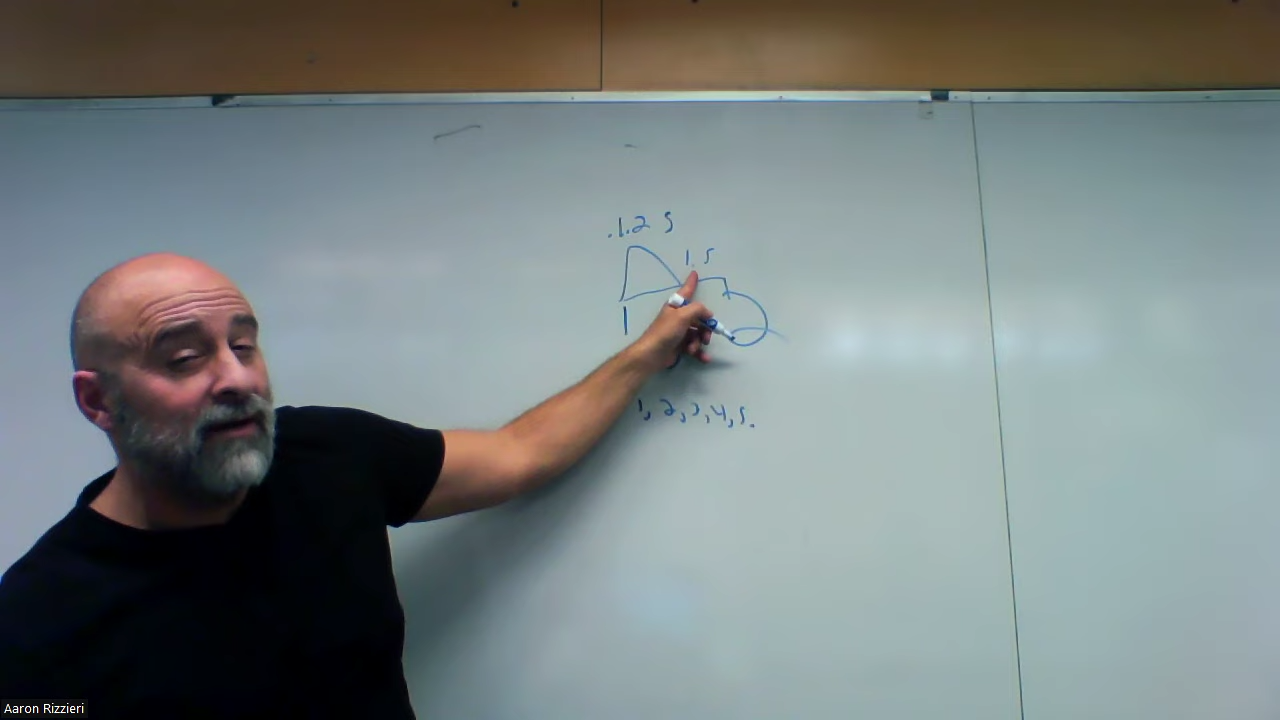 .1.2 5
1.5
1
1, 2, 3, 4, 5.
Aaron Rizzieri